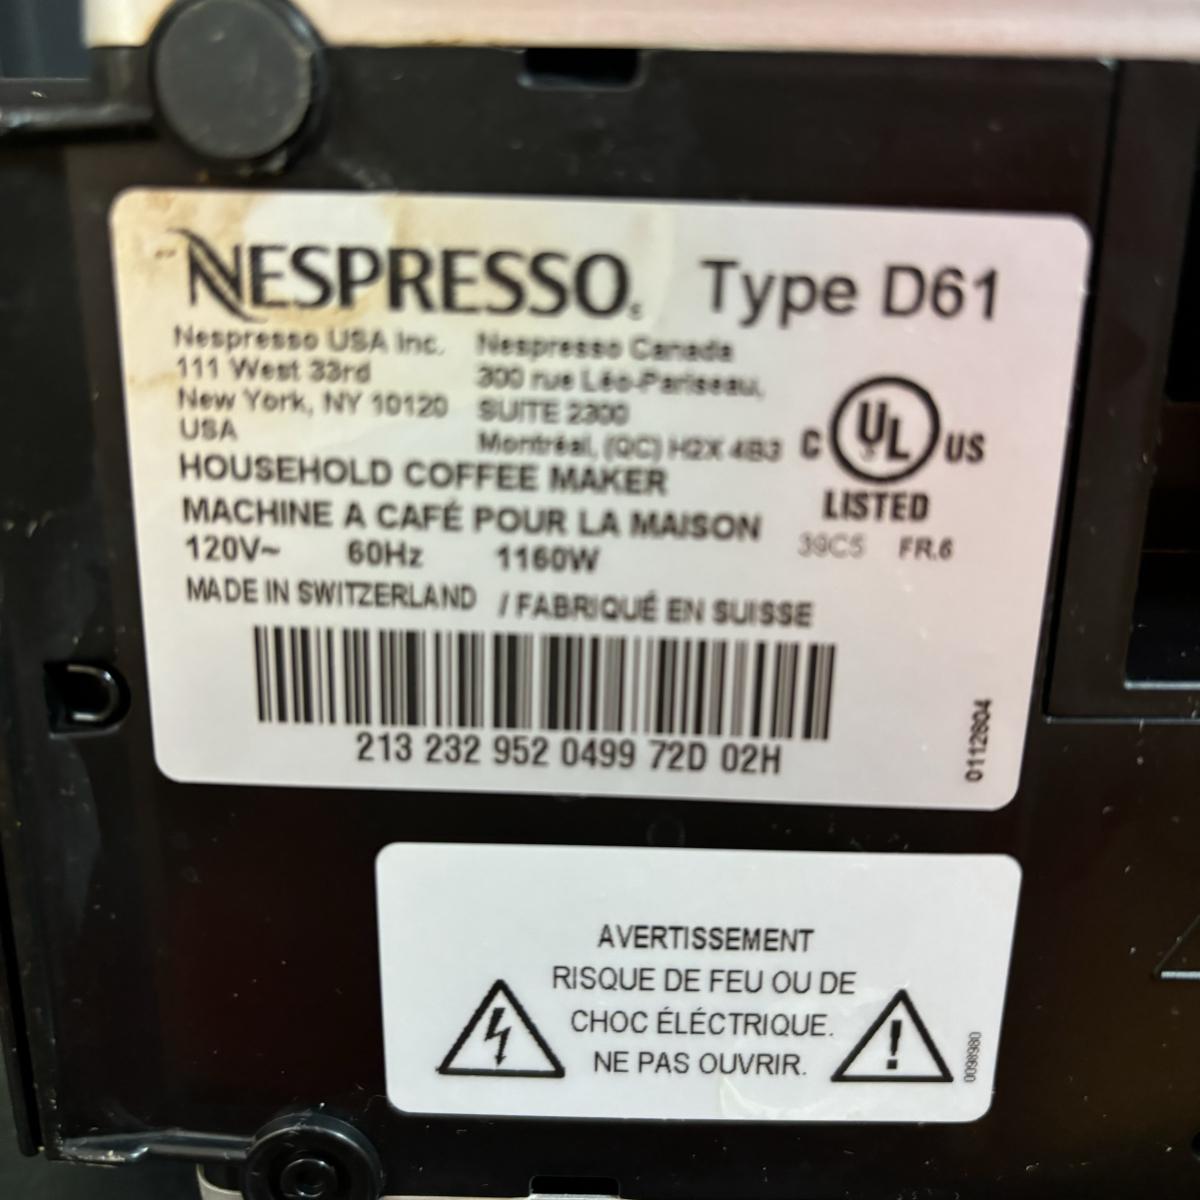 NESPRESSO. Type D61
Nespresso USA Inc.
111 West 33rd
New York, NY 10120
USA
Nespresso Canada
300 rue Léo-Pariseau,
SUITE 2300
Montréal, (QC) H2X 4B3
C UL US
LISTED
39C5 FR.6
HOUSEHOLD COFFEE MAKER
MACHINE A CAFÉ POUR LA MAISON
120V~ 60Hz 1160W
MADE IN SWITZERLAND / FABRIQUÉ EN SUISSE
213 232 952 0499 72D 02H
0112604
AVERTISSEMENT
RISQUE DE FEU OU DE
CHOC ÉLÉCTRIQUE.
NE PAS OUVRIR.